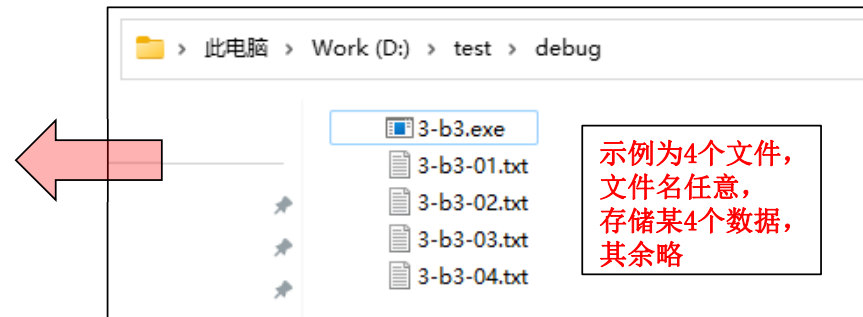 此电脑 > Work (D:) > test > debug
3-b3.exe
3-b3-01.txt
3-b3-02.txt
3-b3-03.txt
3-b3-04.txt
示例为4个文件，
文件名任意，
存储某4个数据，
其余略